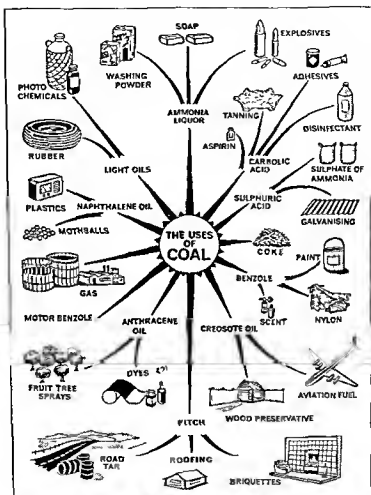 SOAP
EXPLOSIVES
WASHING
POWDER
ADHESIVES
PHOTO
CHEMICALS
AMMONIA
LIQUOR
TANNING
DISINFECTANT
ASPIRIN
RUBBER
LIGHT OILS
CARBOLIC
ACID
SULPHATE OF
AMMONIA
PLASTICS
NAPHTHALENE OIL
SULPHURIC
ACID
MOTHBALLS
GALVANISING
THE USES
OF
COAL
COKE
PAINT
GAS
BENZOLE
MOTOR BENZOLE
ANTHRACENE
OIL
CREOSOTE OIL
SCENT
NYLON
FRUIT TREE
SPRAYS
DYES
WOOD PRESERVATIVE
AVIATION FUEL
PITCH
ROAD
TAR
ROOFING
BRIQUETTES